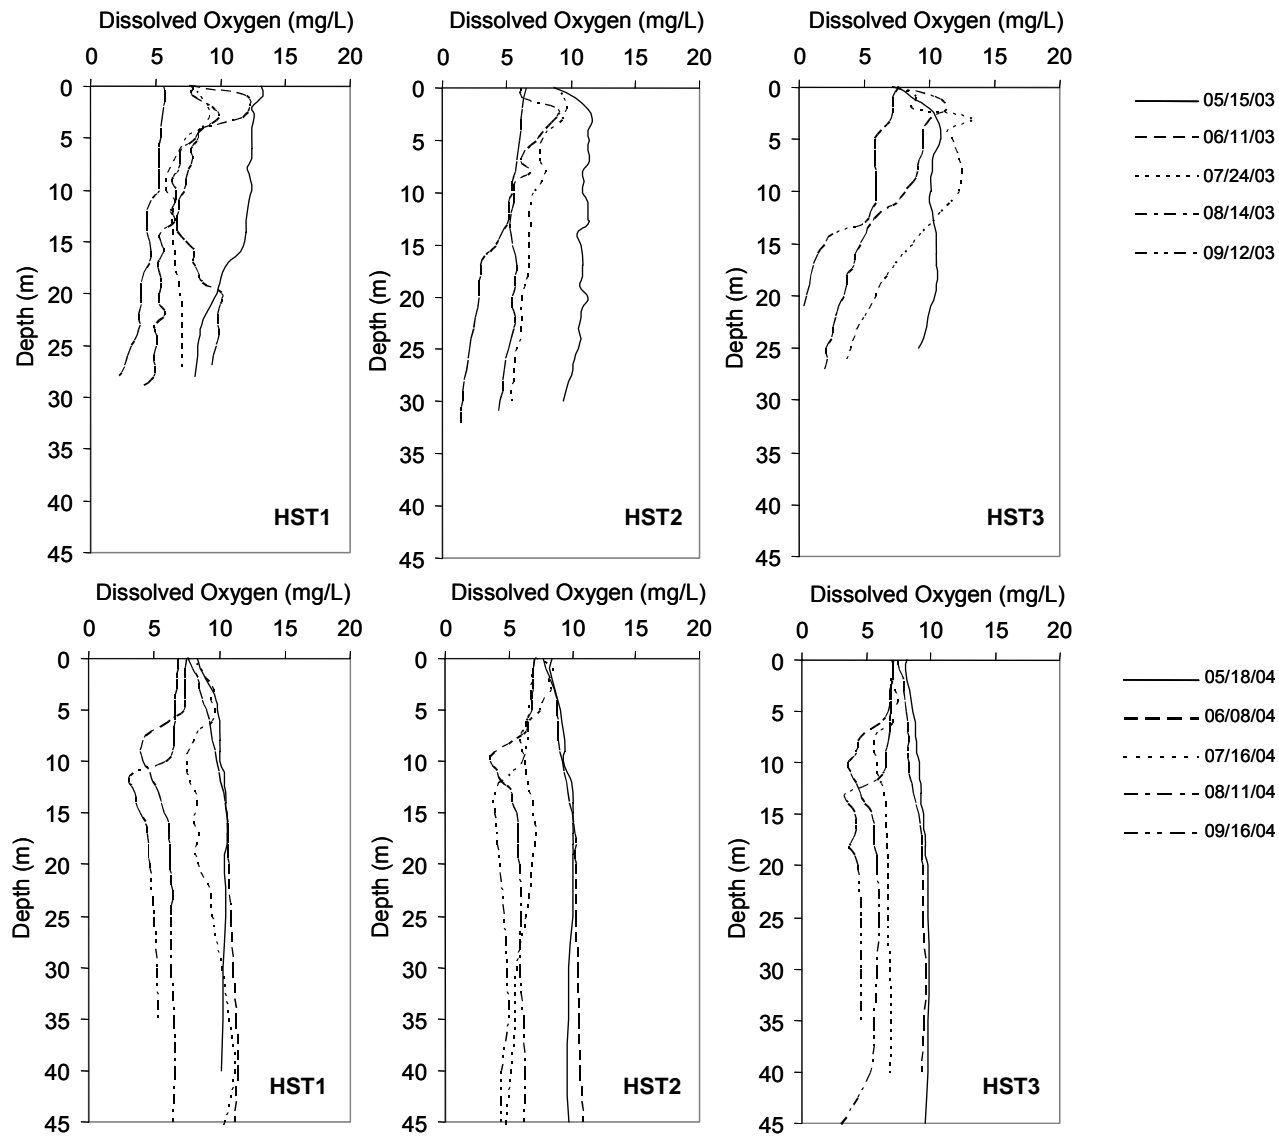 Dissolved Oxygen (mg/L) Dissolved Oxygen (mg/L) Dissolved Oxygen (mg/L)
0 5 10 15 20 0 5 10 15 20 0 5 10 15 20
0 0 0
05/15/03
5 5 5
06/11/03
10 10 10
07/24/03
15 15 15
08/14/03
20 20 20
09/12/03
25 25 25
30 30 30
35 35 35
40 40 40
45 45 45
Depth (m) Depth (m) Depth (m)
HST1 HST2 HST3
Dissolved Oxygen (mg/L) Dissolved Oxygen (mg/L) Dissolved Oxygen (mg/L)
0 5 10 15 20 0 5 10 15 20 0 5 10 15 20
0 0 0
05/18/04
5 5 5
06/08/04
10 10 10
07/16/04
15 15 15
08/11/04
20 20 20
09/16/04
25 25 25
30 30 30
35 35 35
40 40 40
45 45 45
Depth (m) Depth (m) Depth (m)
HST1 HST2 HST3